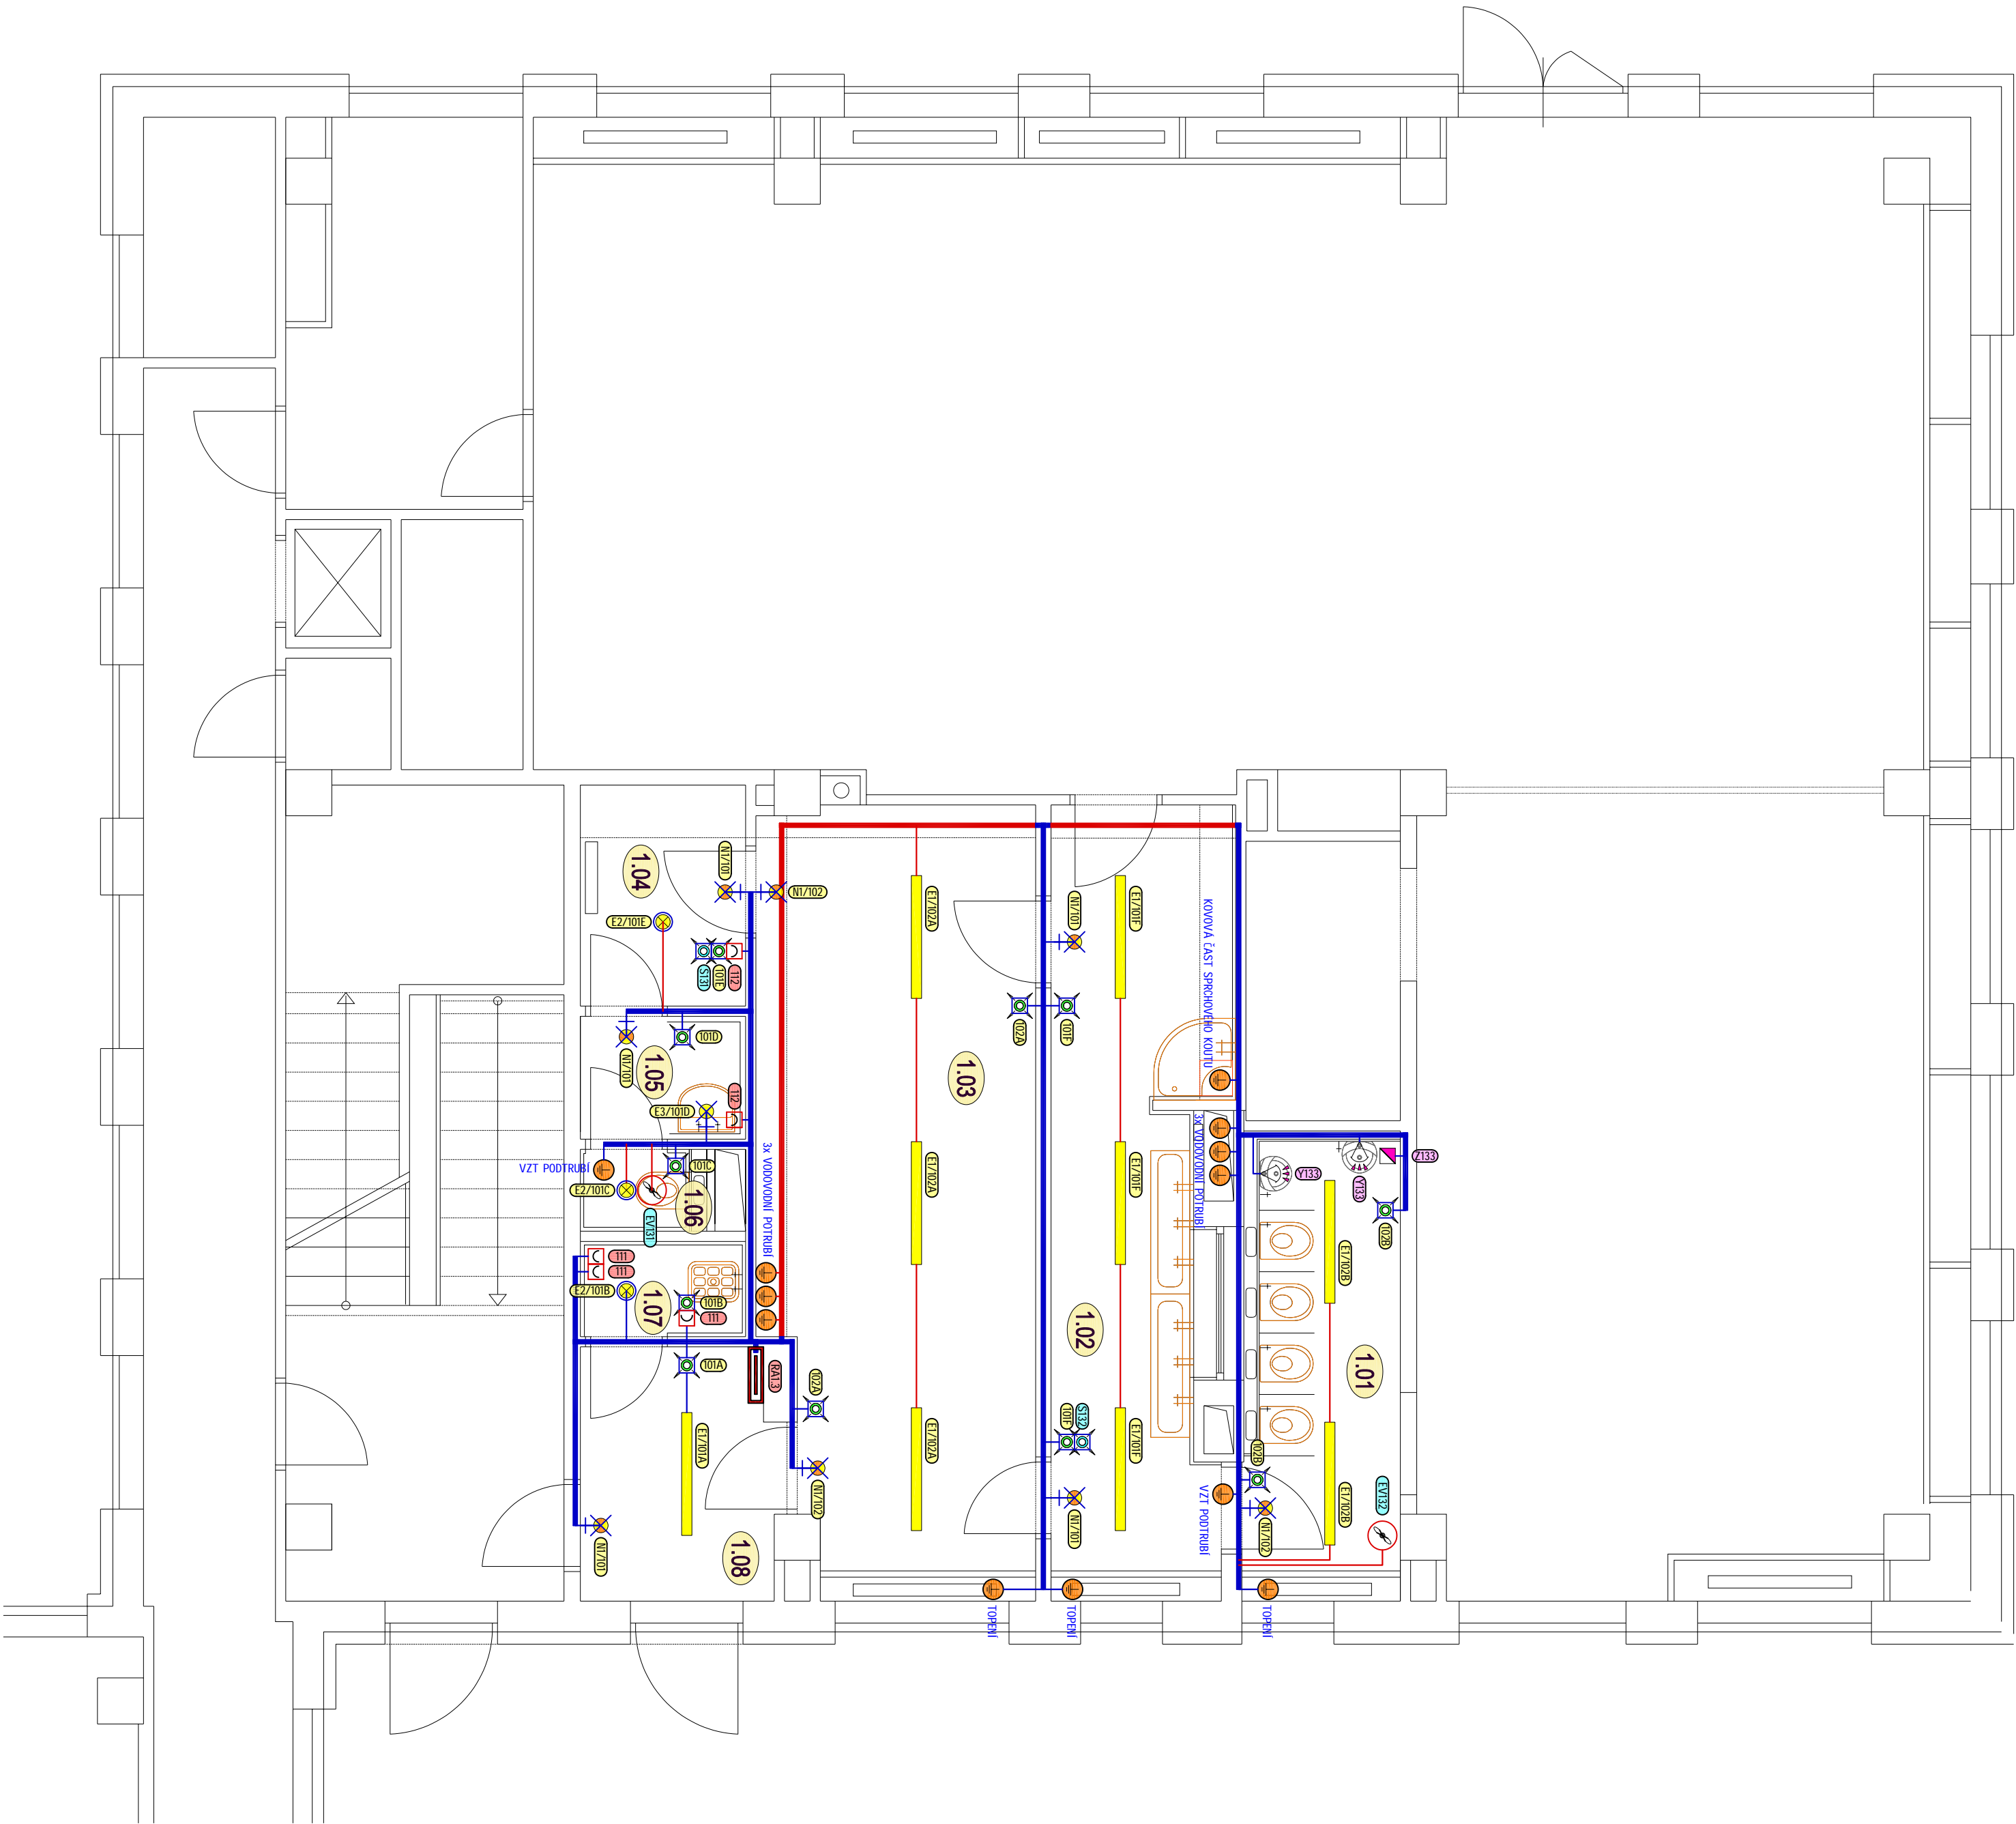 N1/101
1.04
N1/102
E2/101E
S131
101E
112
E1/102A
N1/101
E1/101F
KOVOVÁ ČAST SPRCHOVÉHO KOUTU
102A
101F
101D
N1/101
1.05
1.03
112
E3/101D
3x VODOVODNÍ POTRUBÍ
VZT PODTRUBÍ
101C
E2/101C
1.06
EV131
E1/102A
E1/101F
3x VODOVODNÍ POTRUBÍ
Y133
Y133
Z133
102B
111
111
E2/101B
1.07
101B
111
101A
RA1.3
102A
1.02
E1/102B
1.01
E1/101A
E1/102A
101F
S132
E1/101F
102B
N1/102
N1/101
VZT PODTRUBÍ
N1/102
E1/102B
EV132
N1/101
1.08
TOPENÍ
TOPENÍ
TOPENÍ